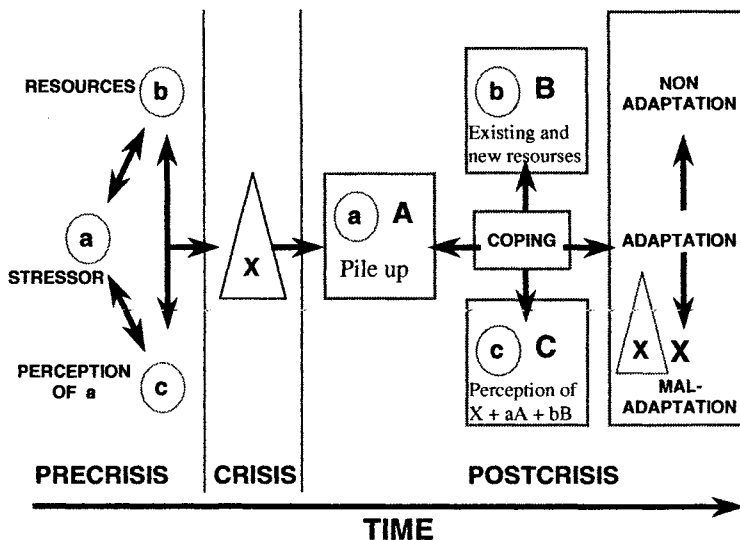 RESOURCES
b
a
STRESSOR
PERCEPTION
OF a
c
X
a A
Pile up
b B
Existing and
new resourses
COPING
c C
Perception of
X + aA + bB
NON
ADAPTATION
ADAPTATION
X X
MAL-
ADAPTATION
PRECRISIS
CRISIS
POSTCRISIS
TIME